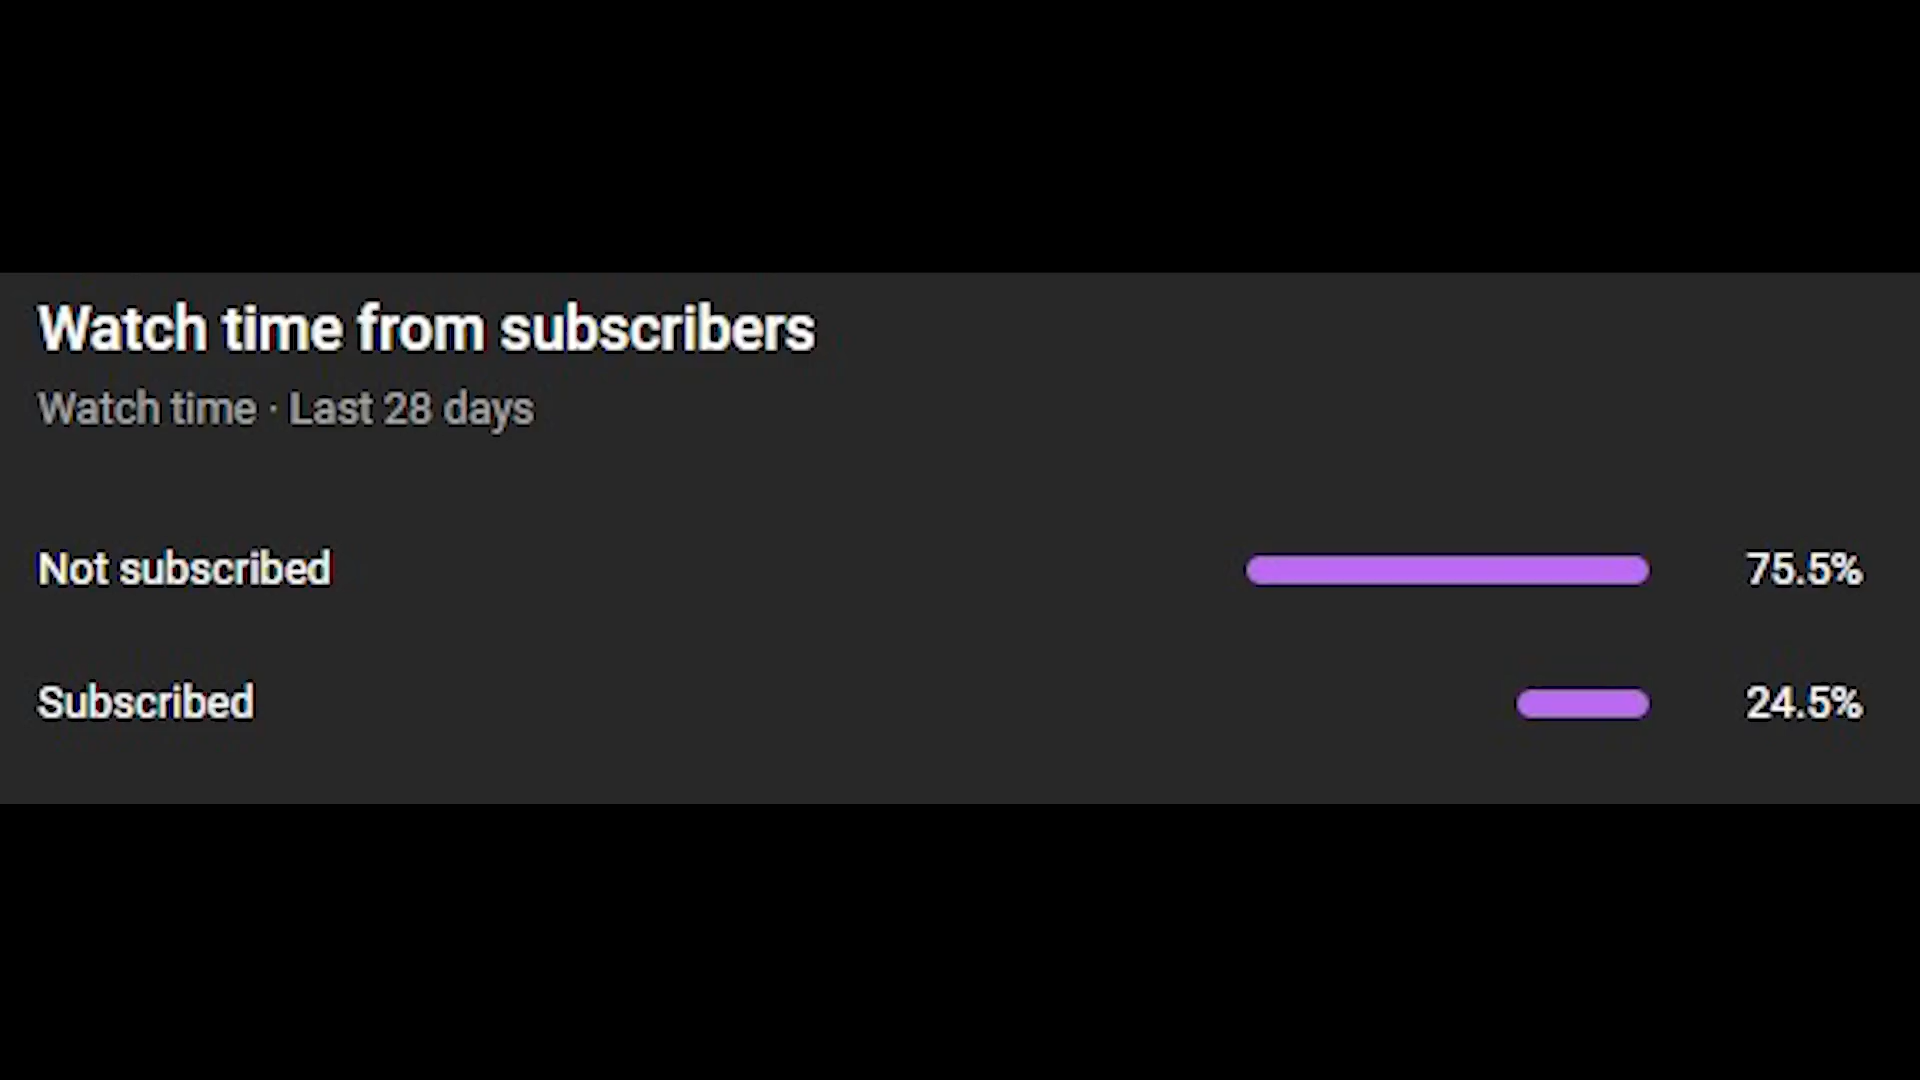 Watch time from subscribers
Watch time · Last 28 days
Not subscribed 75.5%
Subscribed 24.5%